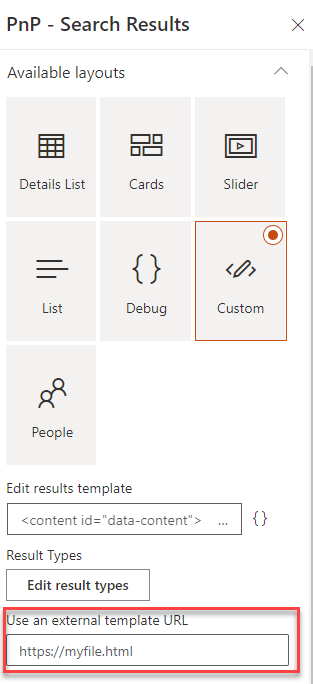 PnP - Search Results
Available layouts
Details List
Cards
Slider
List
Debug
Custom
People
Edit results template
<content id="data-content"> ...
Result Types
Edit result types
Use an external template URL
https://myfile.html